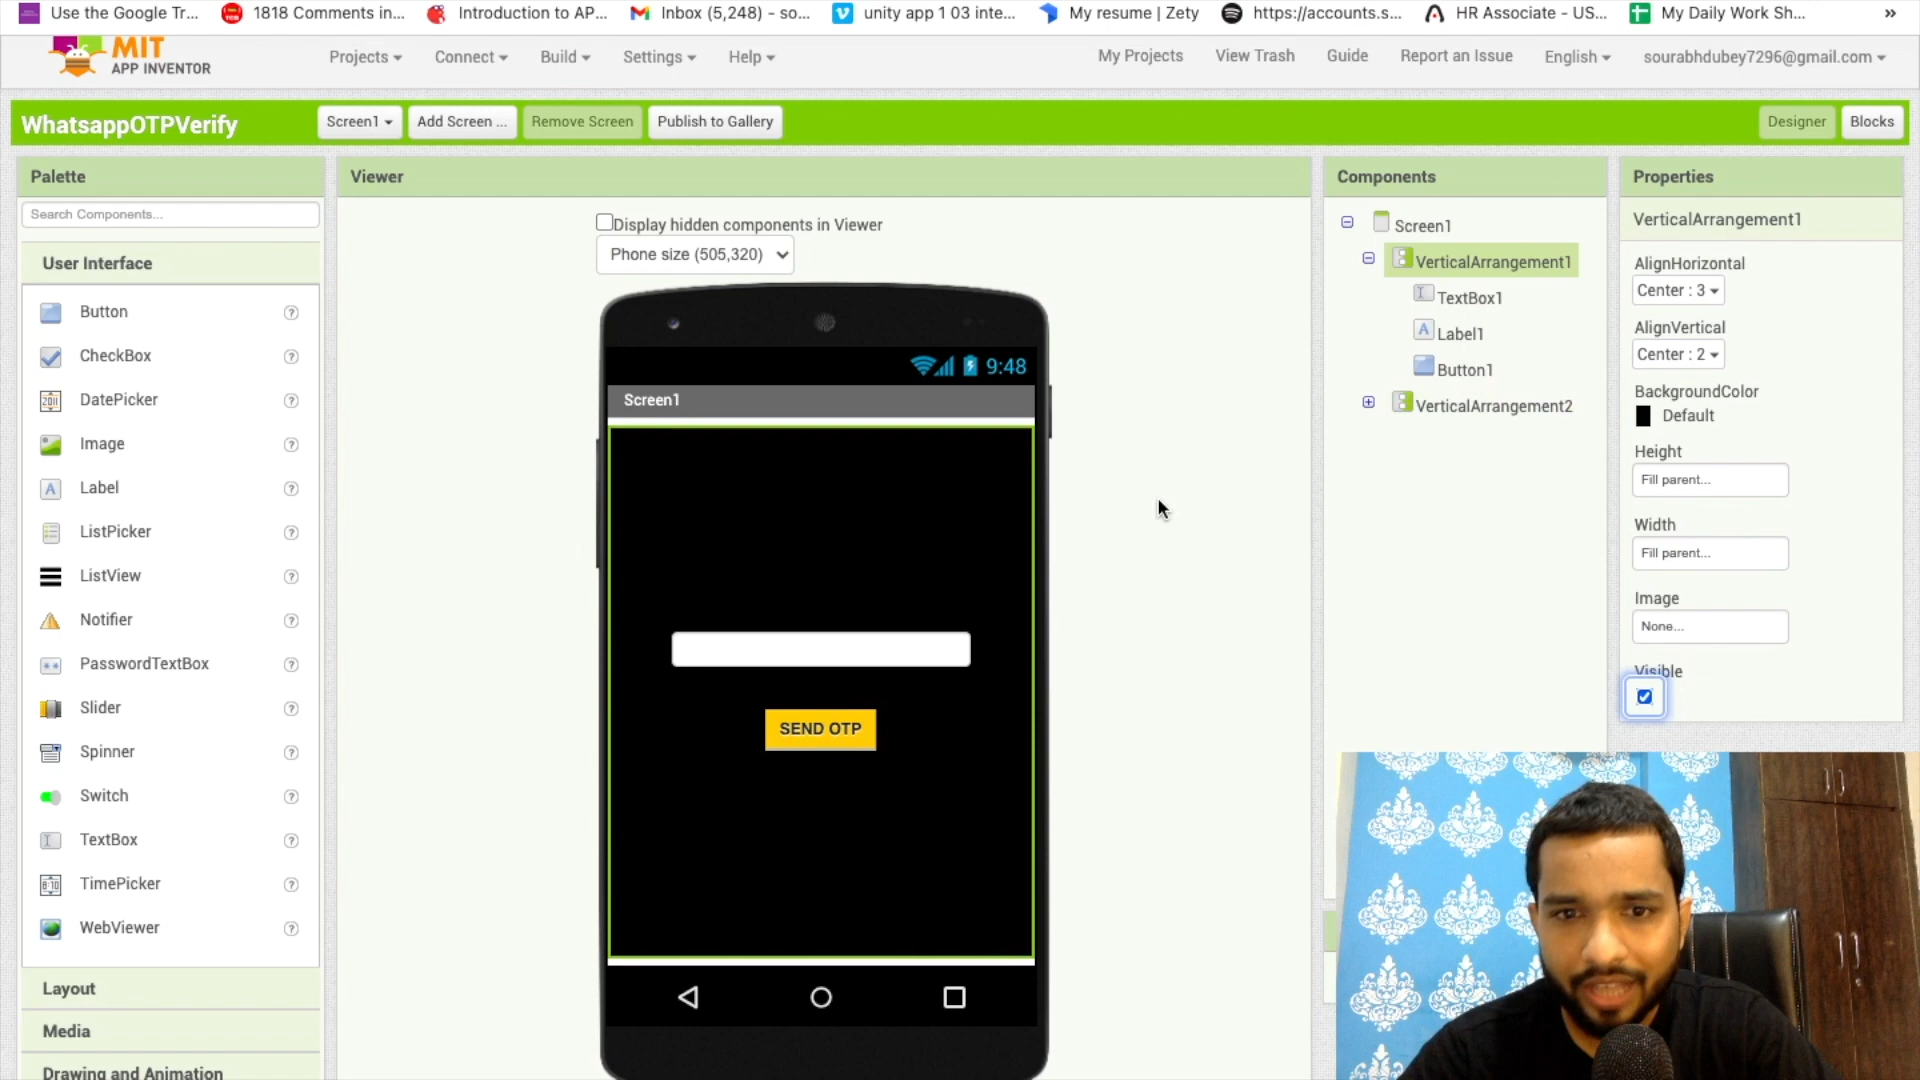 Use the Google Tr...
1818 Comments in...
Introduction to AP...
Inbox (5,248) – so...
unity app 1 03 inte...
My resume | Zety
https://accounts.s...
HR Associate - US...
My Daily Work Sh...
»
MIT
APP INVENTOR
Projects
Connect
Build
Settings
Help
My Projects
View Trash
Guide
Report an Issue
English
sourabhdubey7296@gmail.com
WhatsappOTPVerify
Screen1
Add Screen ...
Remove Screen
Publish to Gallery
Designer
Blocks
Palette
Viewer
Components
Properties
Search Components...
User Interface
Button
CheckBox
DatePicker
Image
Label
ListPicker
ListView
Notifier
PasswordTextBox
Slider
Spinner
Switch
TextBox
TimePicker
WebViewer
Layout
Media
Drawing and Animation
Display hidden components in Viewer
Phone size (505,320)
9:48
Screen1
SEND OTP
Screen1
VerticalArrangement1
TextBox1
Label1
Button1
VerticalArrangement2
VerticalArrangement1
AlignHorizontal
Center : 3
AlignVertical
Center : 2
BackgroundColor
Default
Height
Fill parent...
Width
Fill parent...
Image
None...
Visible